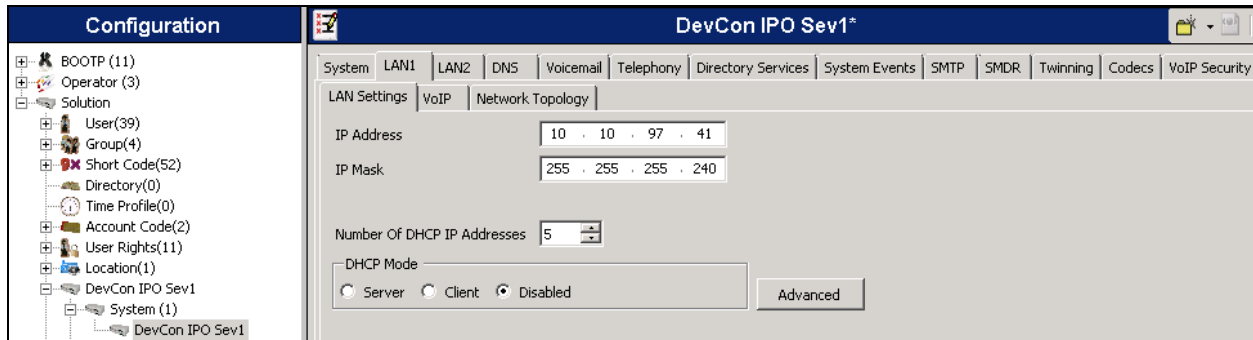 Configuration
BOOTP (11)
Operator (3)
Solution
User(39)
Group(4)
Short Code(52)
Directory(0)
Time Profile(0)
Account Code(2)
User Rights(11)
Location(1)
DevCon IPO Sev1
System (1)
DevCon IPO Sev1
DevCon IPO Sev1*
System LAN1 LAN2 DNS Voicemail Telephony Directory Services System Events SMTP SMDR Twinning Codecs VoIP Security
LAN Settings VoIP Network Topology
IP Address 10 . 10 . 97 . 41
IP Mask 255 . 255 . 255 . 240
Number Of DHCP IP Addresses 5
DHCP Mode
Server Client Disabled Advanced